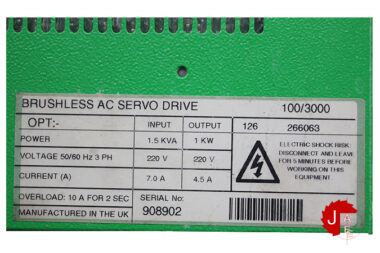 BRUSHLESS AC SERVO DRIVE 100/3000
OPT:- INPUT OUTPUT 126 266063
POWER 1.5 KVA 1 KW
VOLTAGE 50/60 HZ 3 PH 220 V 220 V
CURRENT (A) 7.0 A 4.5 A
ELECTRIC SHOCK RISK
DISCONNECT AND LEAVE
FOR 5 MINUTES BEFORE
WORKING ON THIS
EQUIPMENT
OVERLOAD: 10 A FOR 2 SEC
MANUFACTURED IN THE UK
SERIAL No:
908902